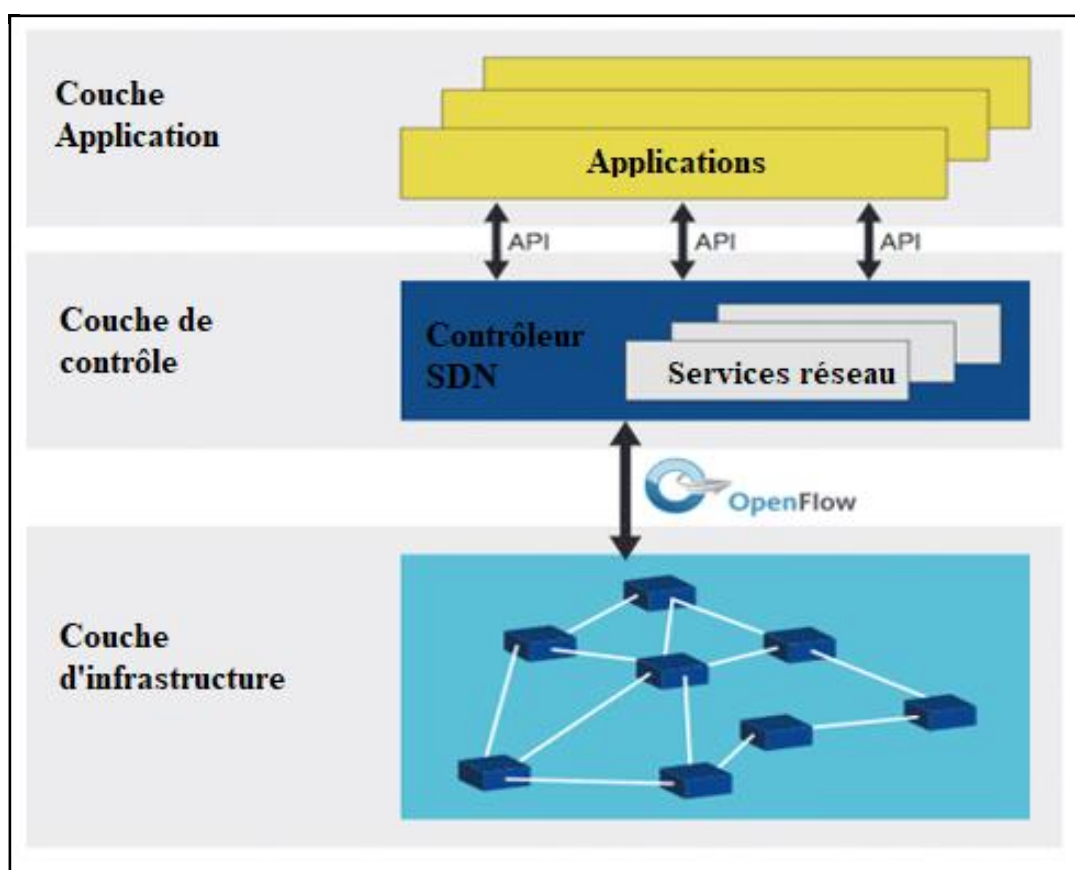 Couche
Application
Applications
API
API
API
Couche de
contrôle
Contrôleur
SDN
Services réseau
OpenFlow
Couche
d'infrastructure